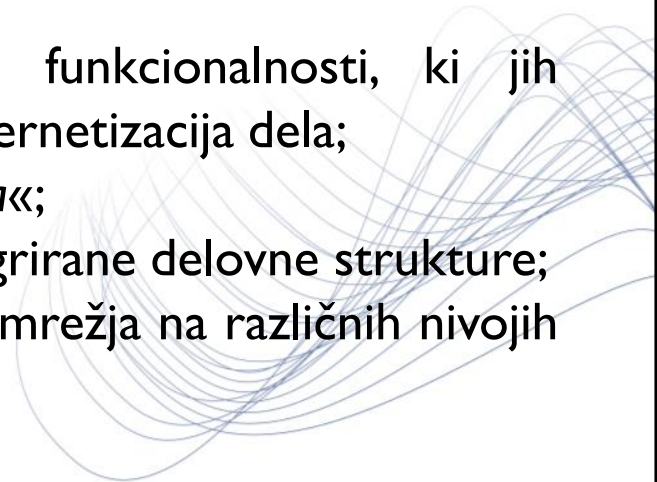 funkcionalnosti, ki jih
ernetizacija dela;
a«;
grirane delovne strukture;
mrežja na različnih nivojih